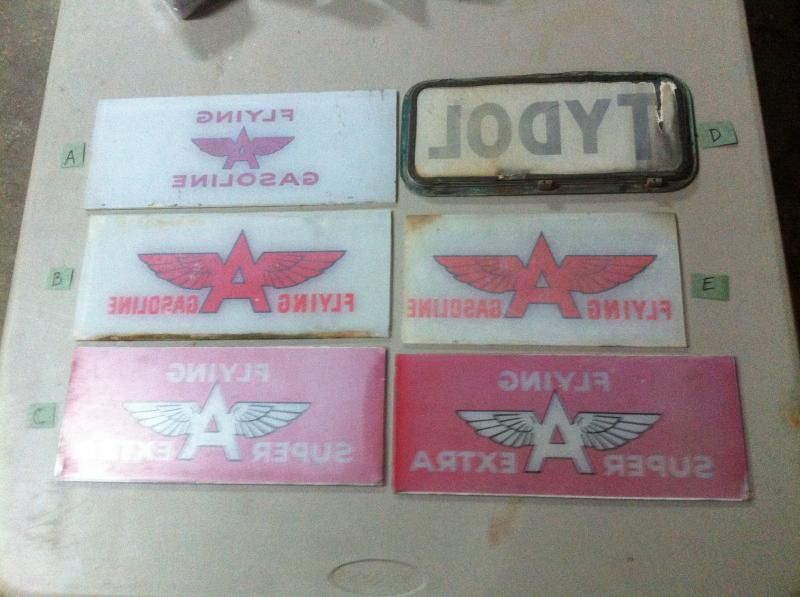 A
FLYING
A
GASOLINE
TYDOL
D
B
A
FLYING GASOLINE
A
FLYING GASOLINE
E
C
FLYING
A
SUPER EXTRA
FLYING
A
SUPER EXTRA